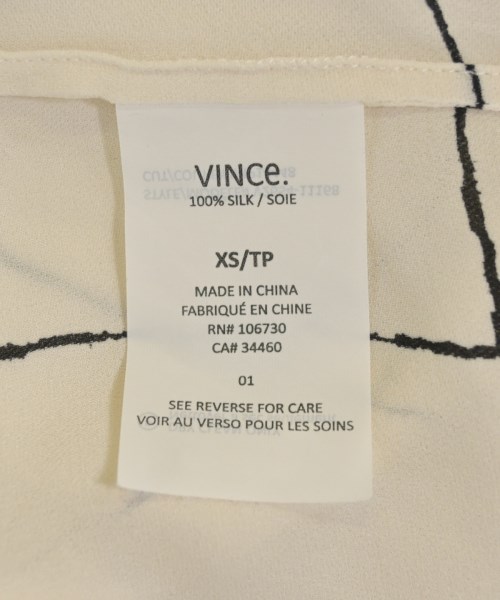 VINCe.
100% SILK / SOIE
XS/TP
MADE IN CHINA
FABRIQUÉ EN CHINE
RN# 106730
CA# 34460
01
SEE REVERSE FOR CARE
VOIR AU VERSO POUR LES SOINS